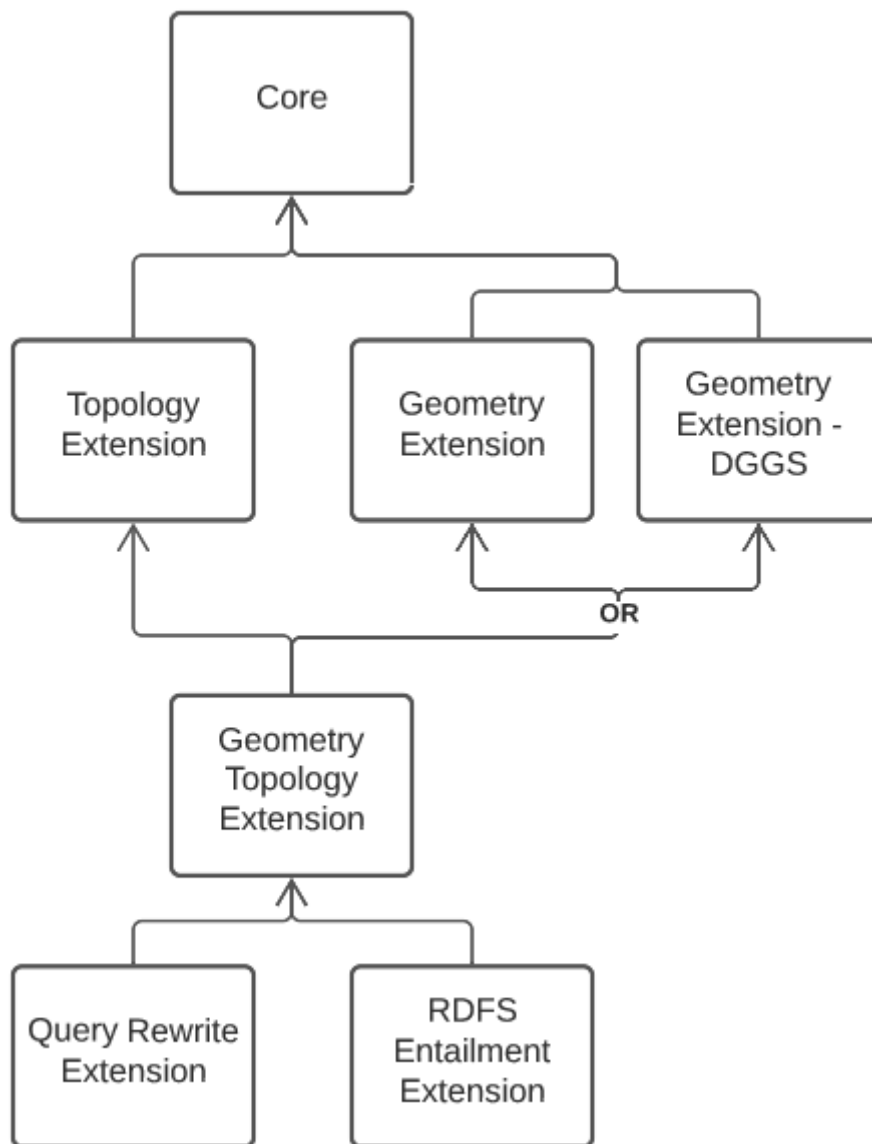 Core
Topology
Extension
Geometry
Extension
Geometry
Extension -
DGGS
OR
Geometry
Topology
Extension
Query Rewrite
Extension
RDFS
Entailment
Extension